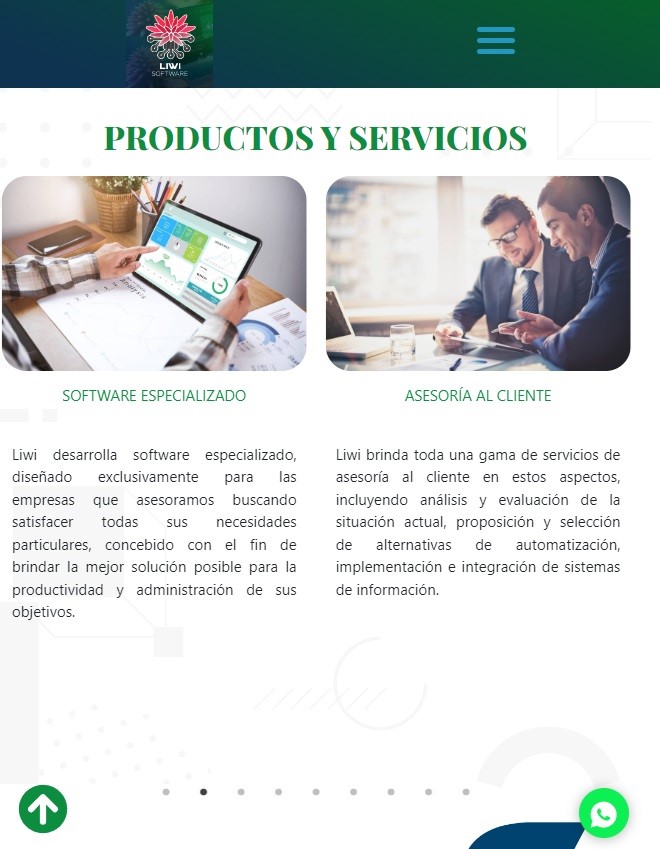 LIWI
SOFTWARE
PRODUCTOS Y SERVICIOS
SOFTWARE ESPECIALIZADO
ASESORÍA AL CLIENTE
Liwi desarrolla software especializado,
diseñado exclusivamente para las
empresas que asesoramos buscando
satisfacer todas sus necesidades
particulares, concebido con el fin de
brindar la mejor solución posible para la
productividad y administración de sus
objetivos.
Liwi brinda toda una gama de servicios de
asesoría al cliente en estos aspectos,
incluyendo análisis y evaluación de la
situación actual, proposición y selección
de alternativas de automatización,
implementación e integración de sistemas
de información.